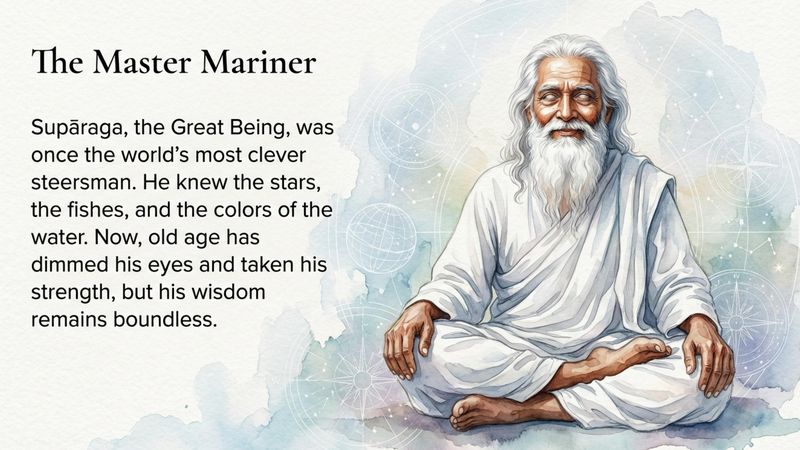 The Master Mariner
Supāraga, the Great Being, was
once the world’s most clever
steersman. He knew the stars,
the fishes, and the colors of the
water. Now, old age has
dimmed his eyes and taken his
strength, but his wisdom
remains boundless.